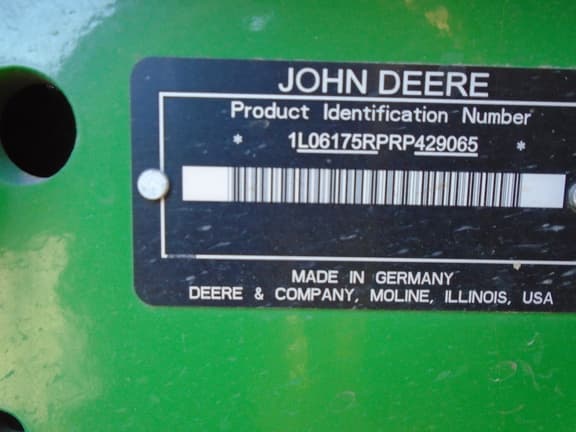 JOHN DEERE
Product Identification Number
* 1L06175RPRP429065 *
MADE IN GERMANY
DEERE & COMPANY, MOLINE, ILLINOIS, USA